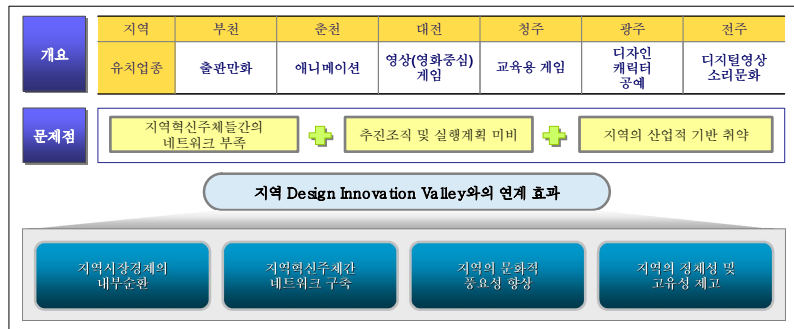 개요
지역 부천 춘천 대전 청주 광주 전주
유치업종 출판만화 애니메이션 영상(영화중심) 게임 교육용 게임 디자인 캐릭터 공예 디지털영상 소리문화
문제점
지역혁신주체들간의
네트워크 부족
추진조직 및 실행계획 미비
지역의 산업적 기반 취약
지역 Design Innovation Valley와의 연계 효과
지역시장경제의
내부순환
지역혁신주체간
네트워크 구축
지역의 문화적
풍요성 향상
지역의 정체성 및
고유성 제고